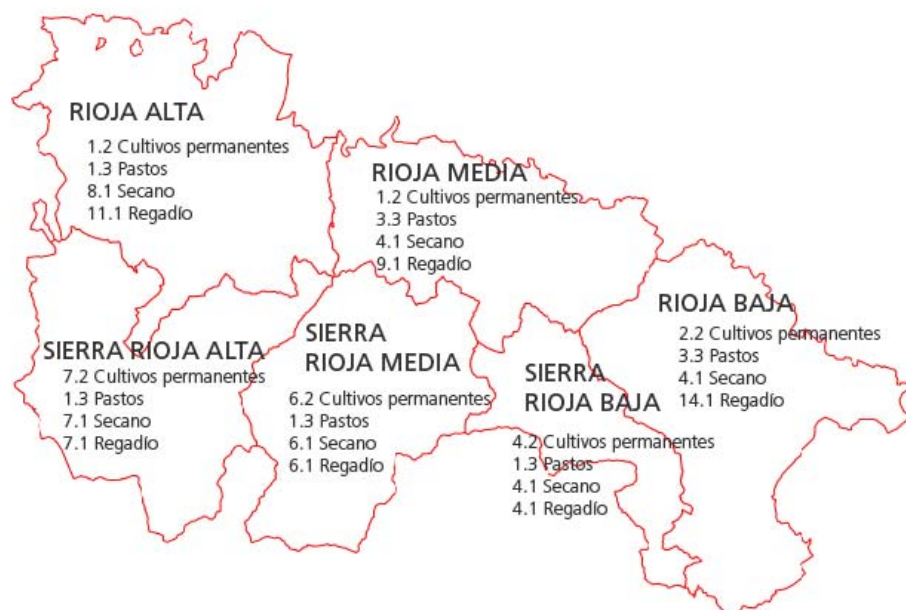 RIOJA ALTA
1.2 Cultivos permanentes
1.3 Pastos
8.1 Secano
11.1 Regadío
RIOJA MEDIA
1.2 Cultivos permanentes
3.3 Pastos
4.1 Secano
9.1 Regadío
RIOJA BAJA
2.2 Cultivos permanentes
3.3 Pastos
4.1 Secano
14.1 Regadío
SIERRA RIOJA ALTA
7.2 Cultivos permanentes
1.3 Pastos
7.1 Secano
7.1 Regadío
SIERRA
RIOJA MEDIA
6.2 Cultivos permanentes
1.3 Pastos
6.1 Secano
6.1 Regadío
SIERRA
RIOJA BAJA
4.2 Cultivos permanentes
1.3 Pastos
4.1 Secano
4.1 Regadío